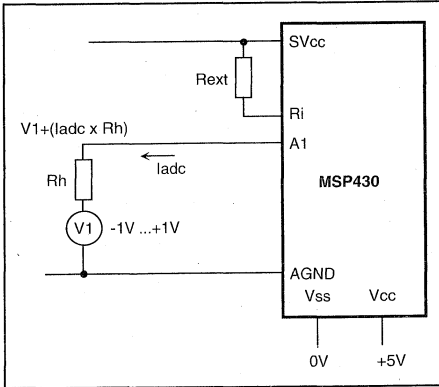 SVcc
Rext
Ri
V1+(Iadc x Rh)
A1
Iadc
Rh
MSP430
V1
-1V ...+1V
AGND
Vss
Vcc
0V
+5V